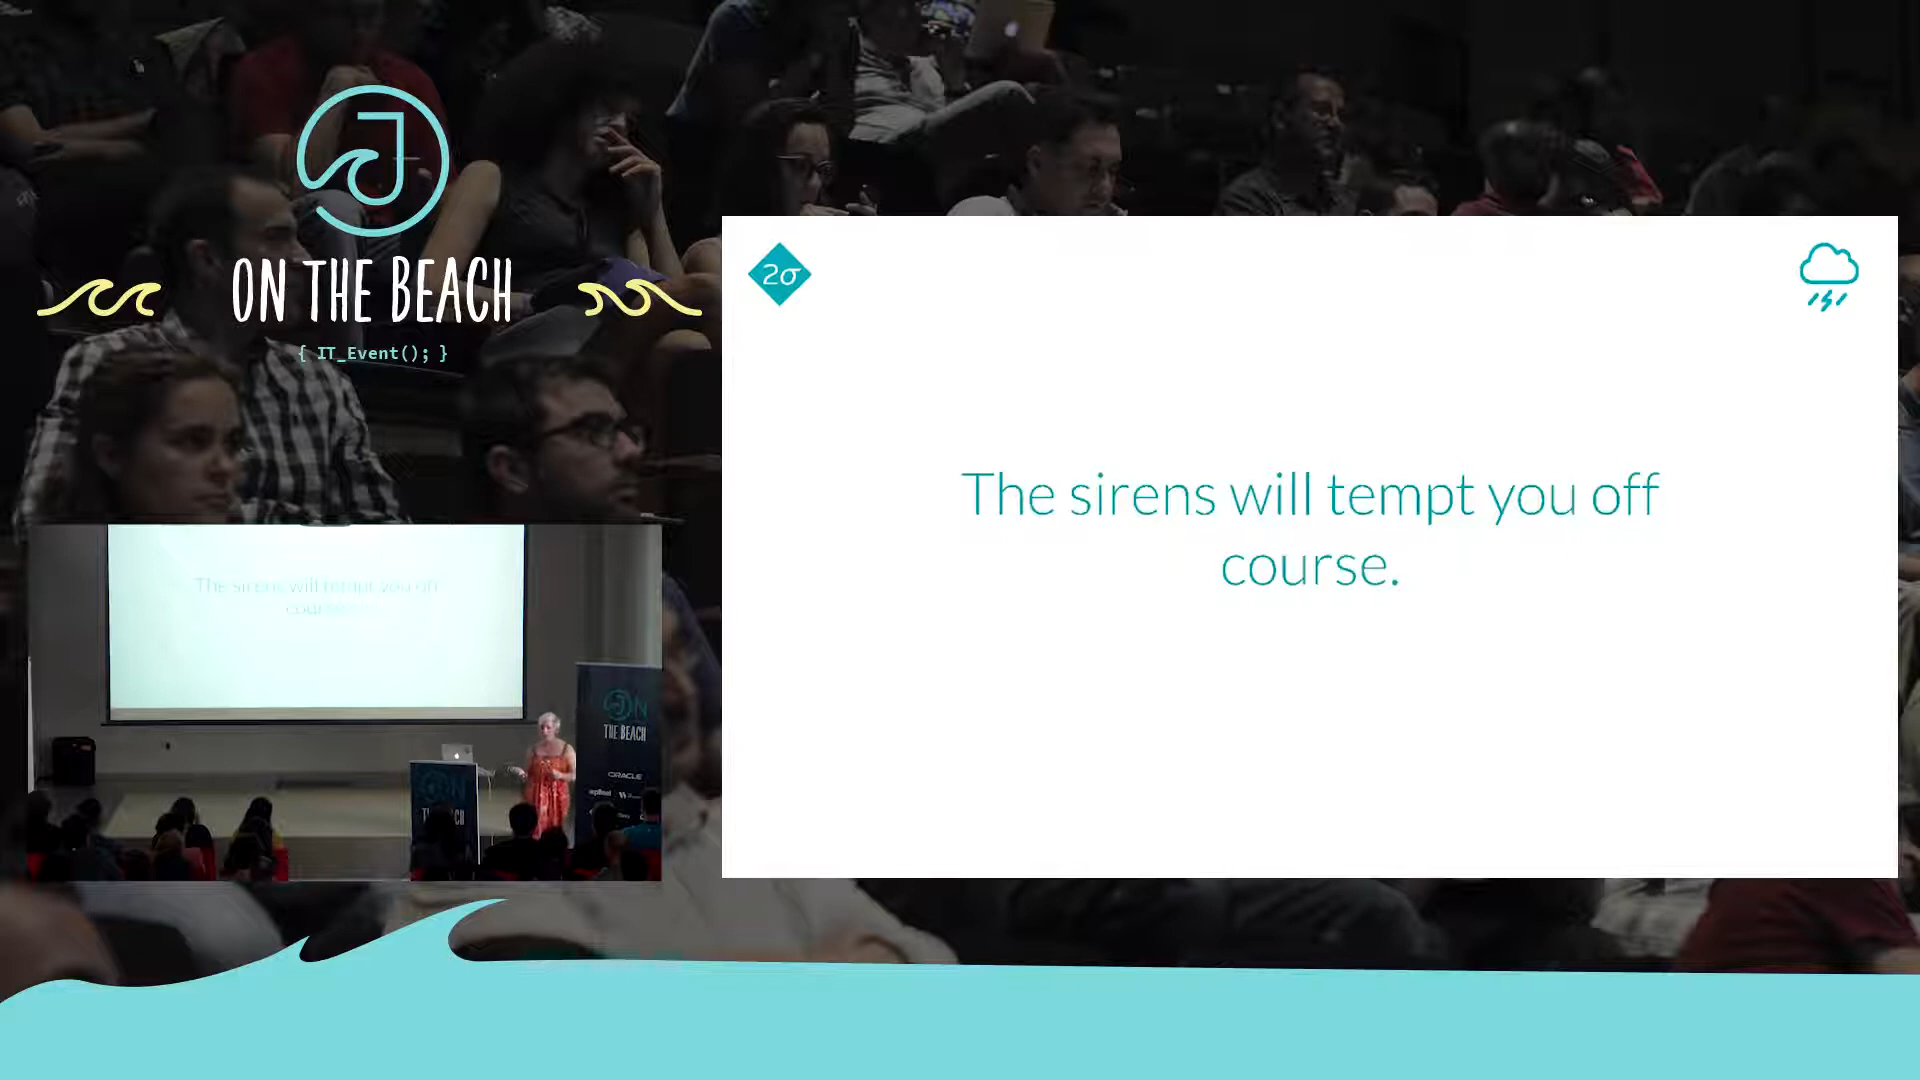 J
ON THE BEACH
{ IT_Event(); }
2σ
The sirens will tempt you off
course.
The sirens will tempt you off
course.
J N
THE BEACH
ORACLE